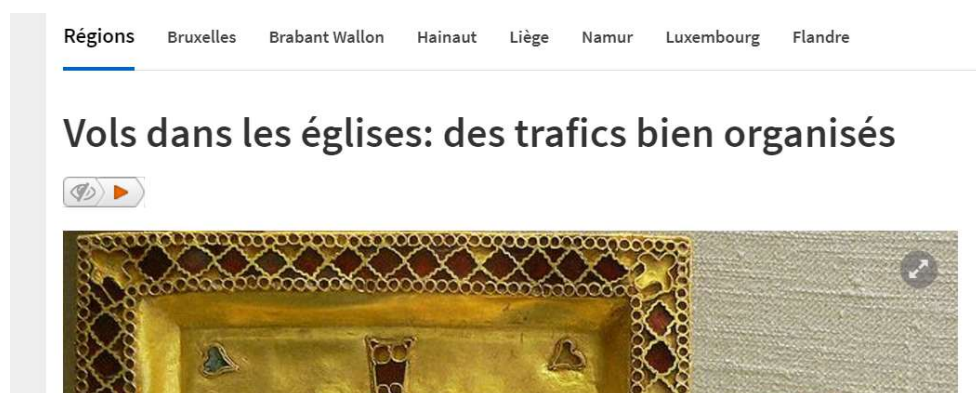 Régions Bruxelles Brabant Wallon Hainaut Liège Namur Luxembourg Flandre
Vols dans les églises: des trafics bien organisés